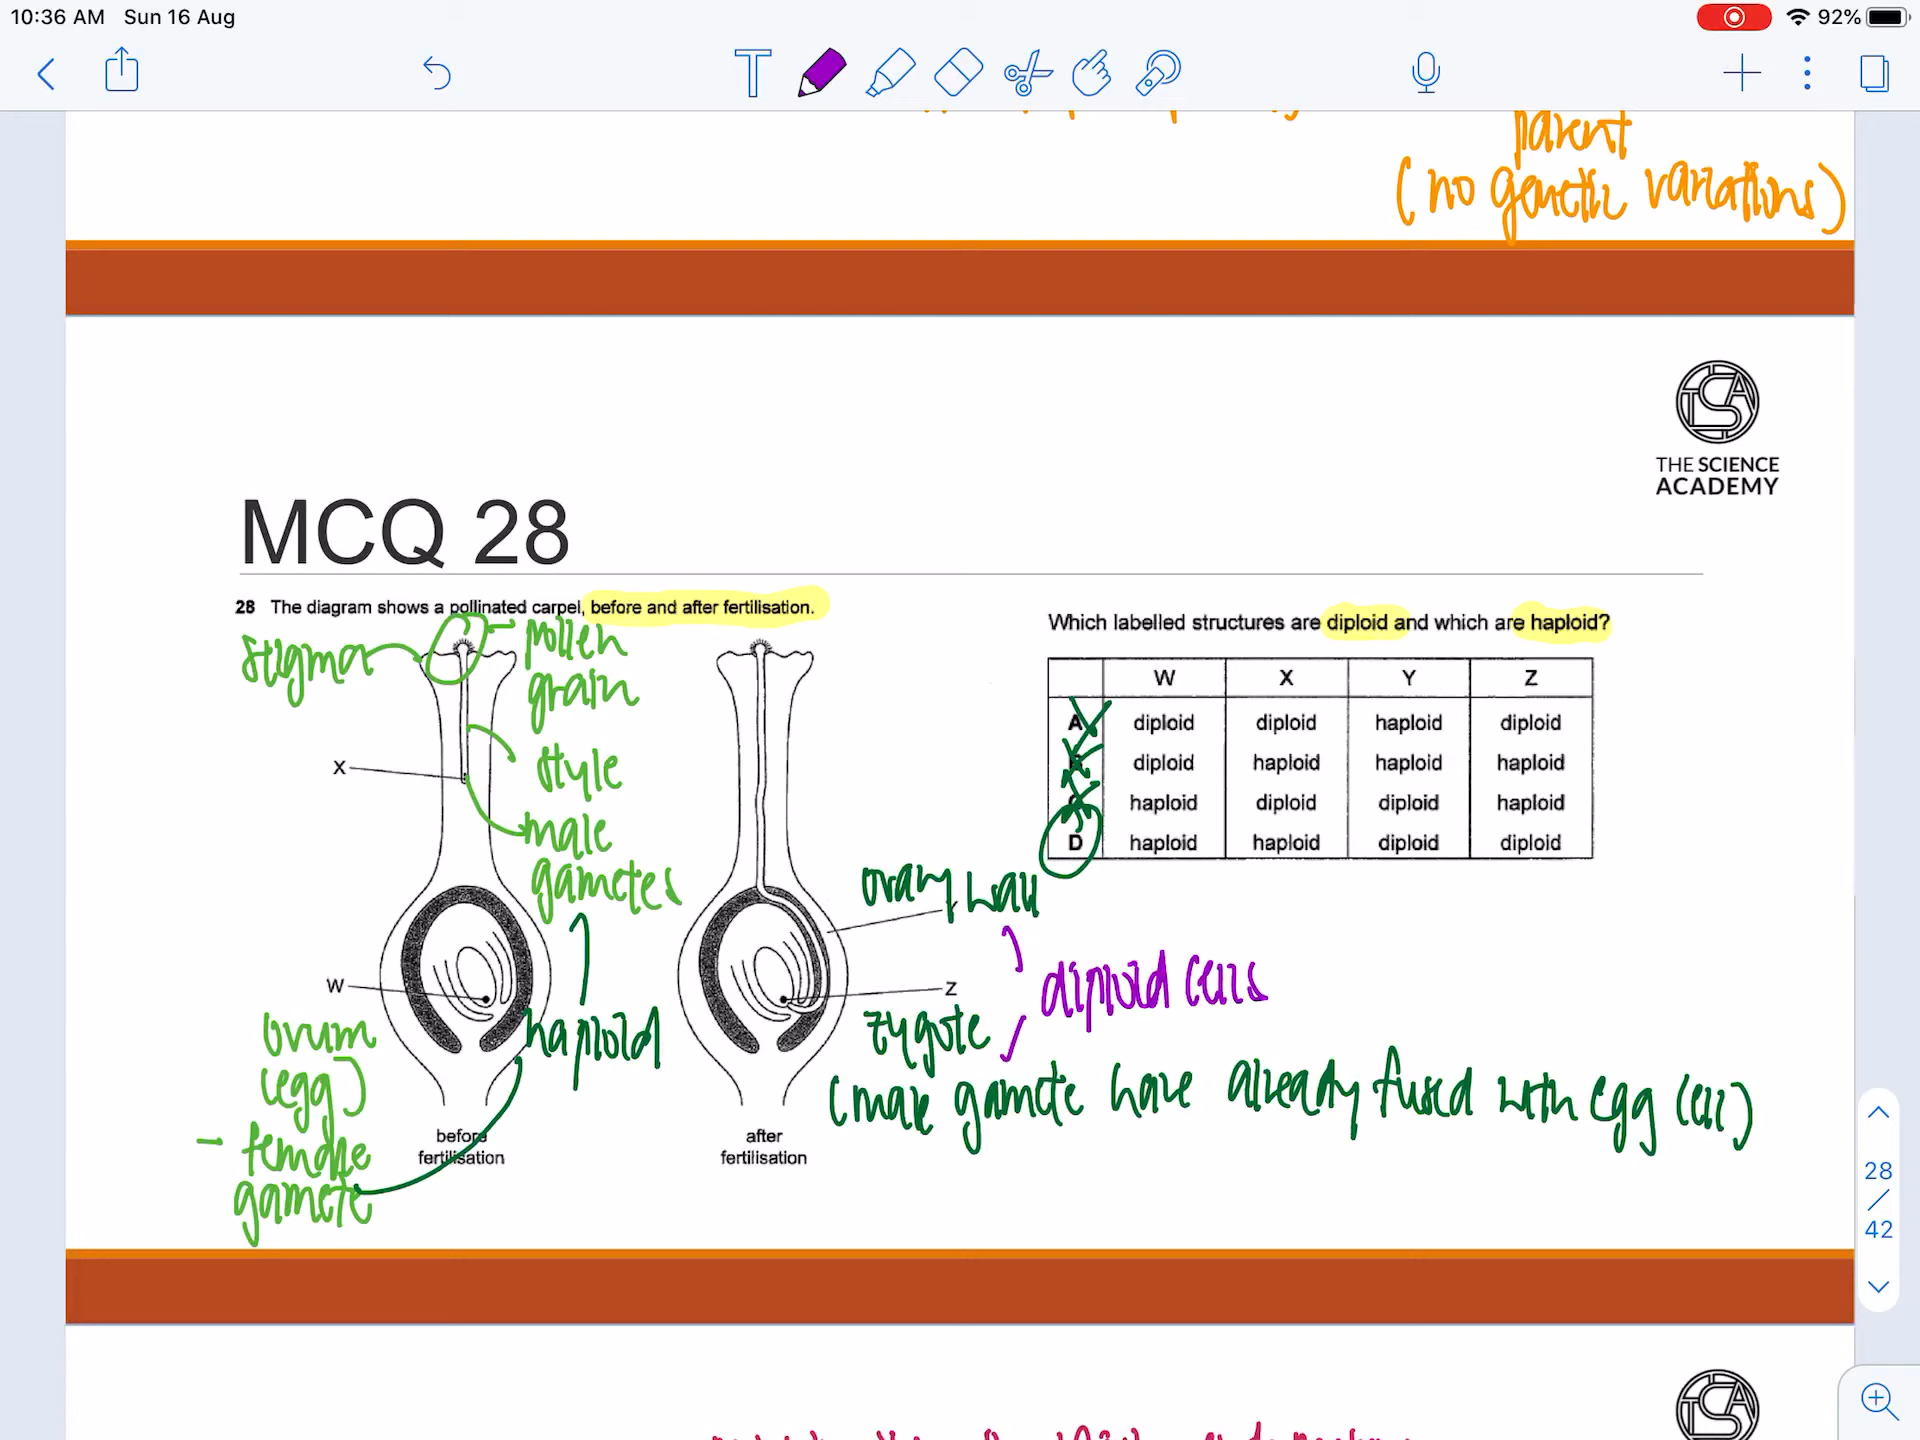 10:36 AM Sun 16 Aug
92%
parent
(no genetic variations)
THE SCIENCE
ACADEMY
MCQ 28
28 The diagram shows a pollinated carpel, before and after fertilisation.
stigma
pollen
grain
X
style
male
gametes
W
ovum
(egg)
- female
gamete
haploid
before
fertilisation
ovary wall
Z
zygote
diploid cells
(male gamete have already fused with egg cell)
after
fertilisation
Which labelled structures are diploid and which are haploid?
W X Y Z
A diploid diploid haploid diploid
B diploid haploid haploid haploid
C haploid diploid diploid haploid
D haploid haploid diploid diploid
28
/
42